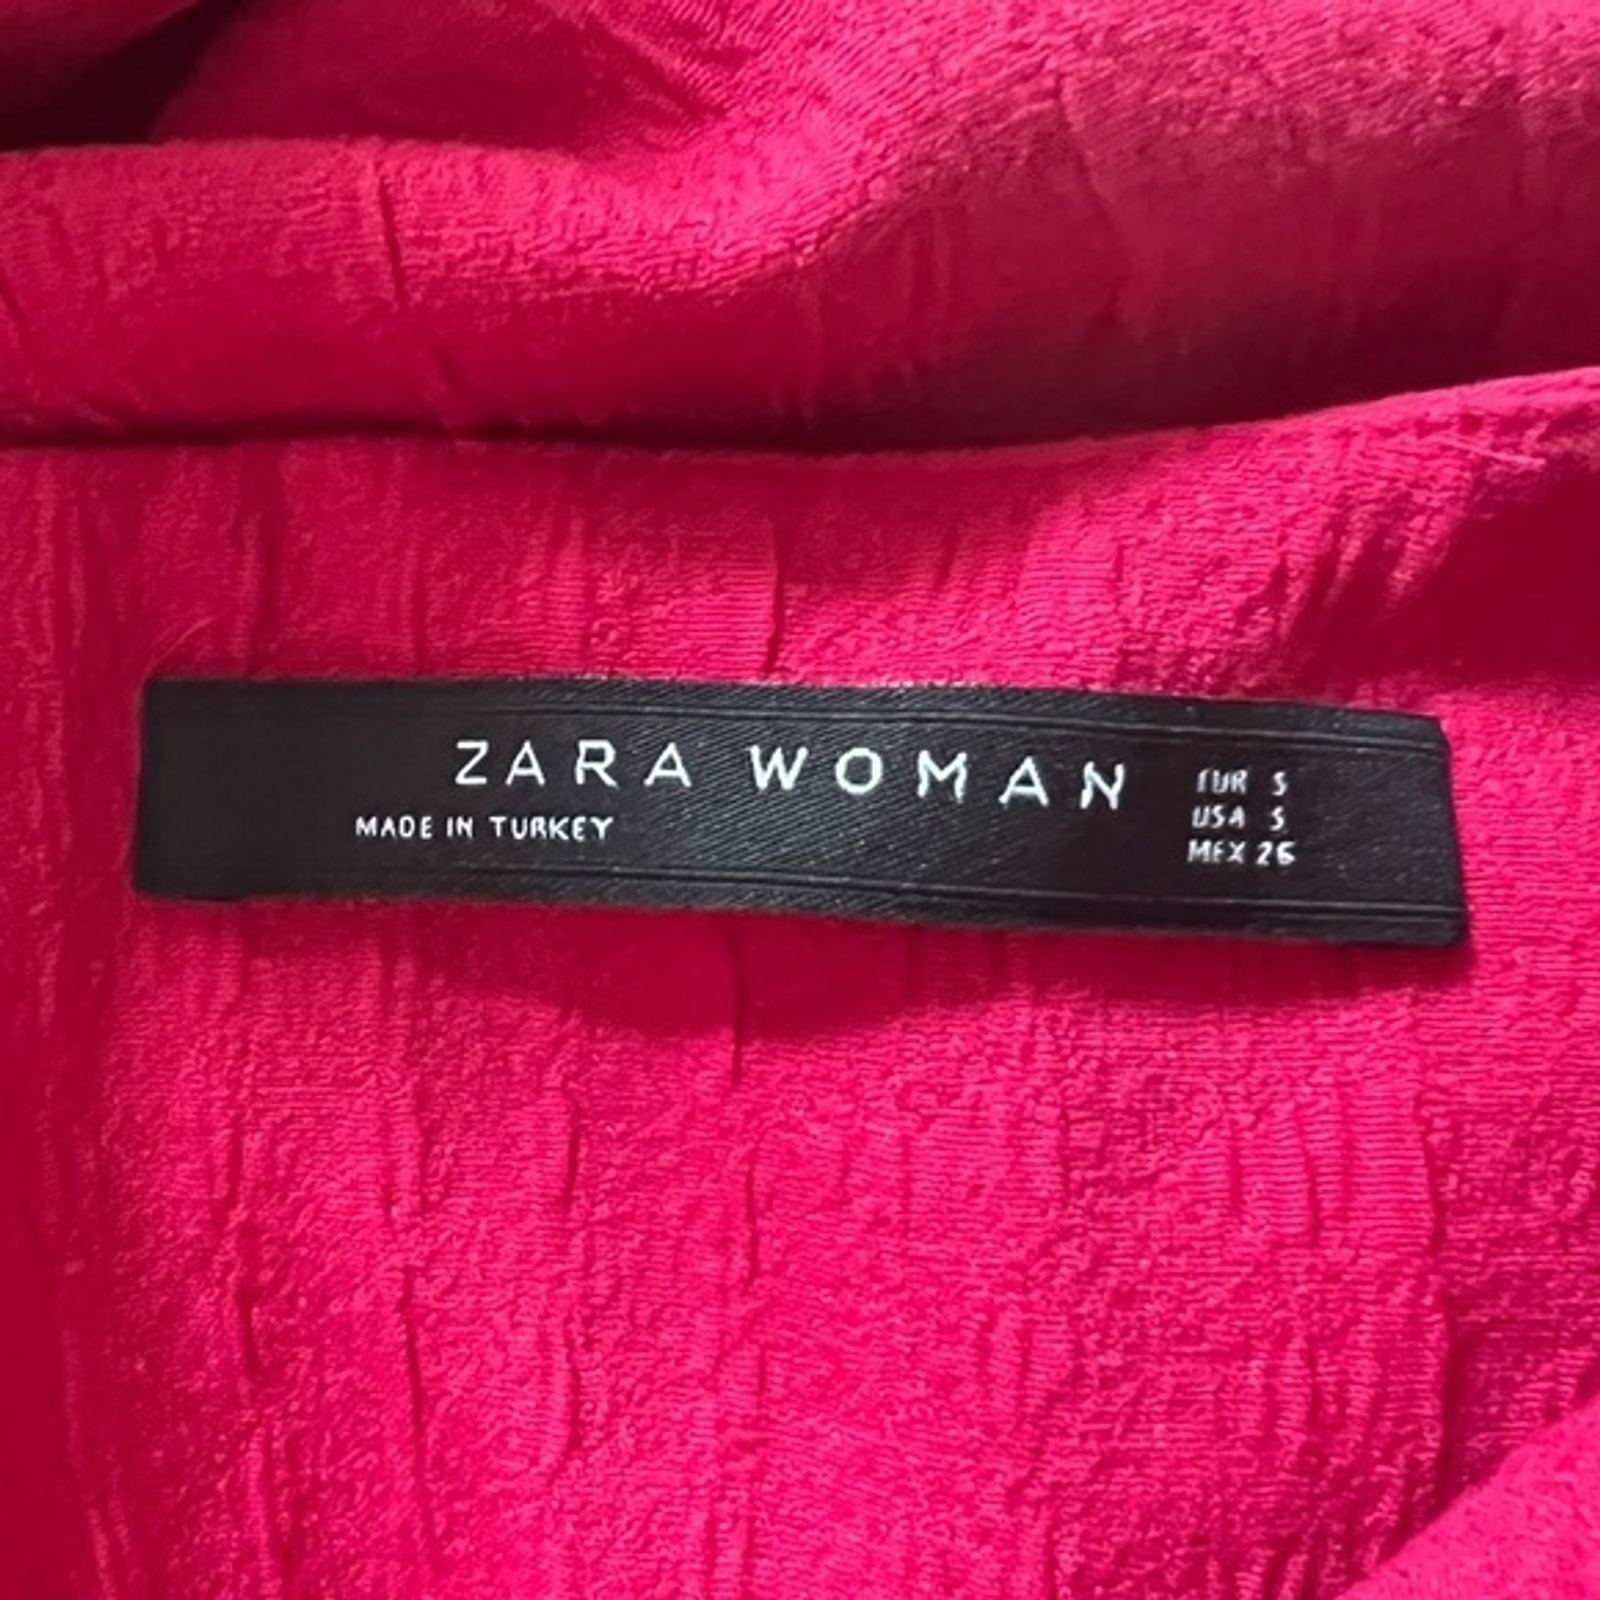 ZARA WOMAN
MADE IN TURKEY
EUR S
USA S
MEX 26